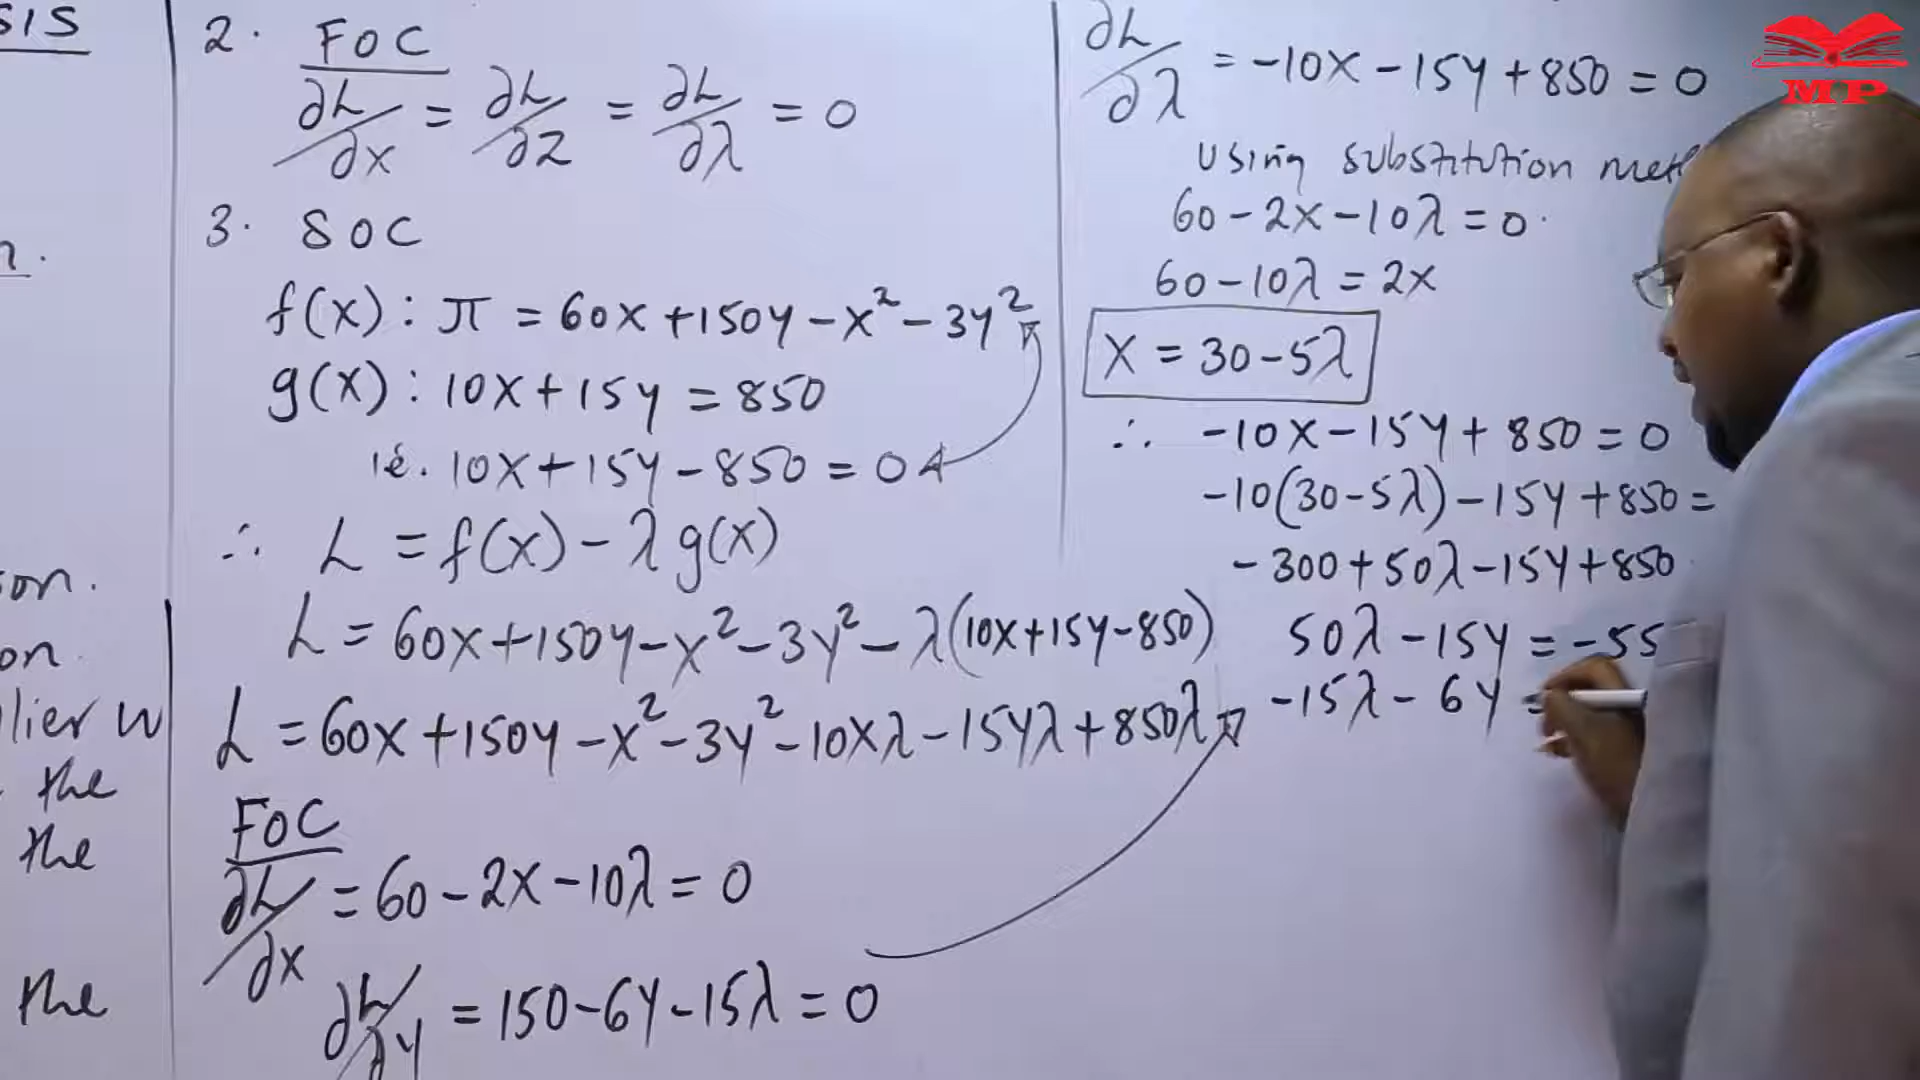 SIS
n.
on.
on
lier w
the
the
the
2. FOC
∂L/∂x = ∂L/∂z = ∂L/∂λ = 0
3. SOC
f(x) : π = 60x + 150y - x² - 3y²
g(x) : 10x + 15y = 850
ie. 10x + 15y - 850 = 0
∴ L = f(x) - λ g(x)
L = 60x + 150y - x² - 3y² - λ(10x + 15y - 850)
L = 60x + 150y - x² - 3y² - 10xλ - 15yλ + 850λ
FOC
∂L/∂x = 60 - 2x - 10λ = 0
∂L/∂y = 150 - 6y - 15λ = 0
∂L/∂λ = -10x - 15y + 850 = 0
Using substitution met
60 - 2x - 10λ = 0
60 - 10λ = 2x
x = 30 - 5λ
∴ -10x - 15y + 850 = 0
-10(30 - 5λ) - 15y + 850 =
-300 + 50λ - 15y + 850
50λ - 15y = -55
-15λ - 6y =
MP